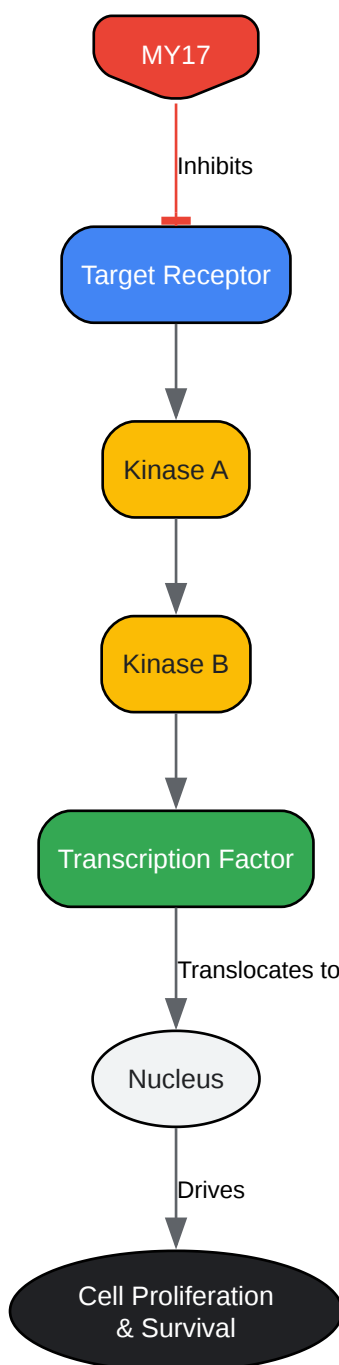 MY17
Inhibits
Target Receptor
Kinase A
Kinase B
Transcription Factor
Translocates to
Nucleus
Drives
Cell Proliferation
& Survival